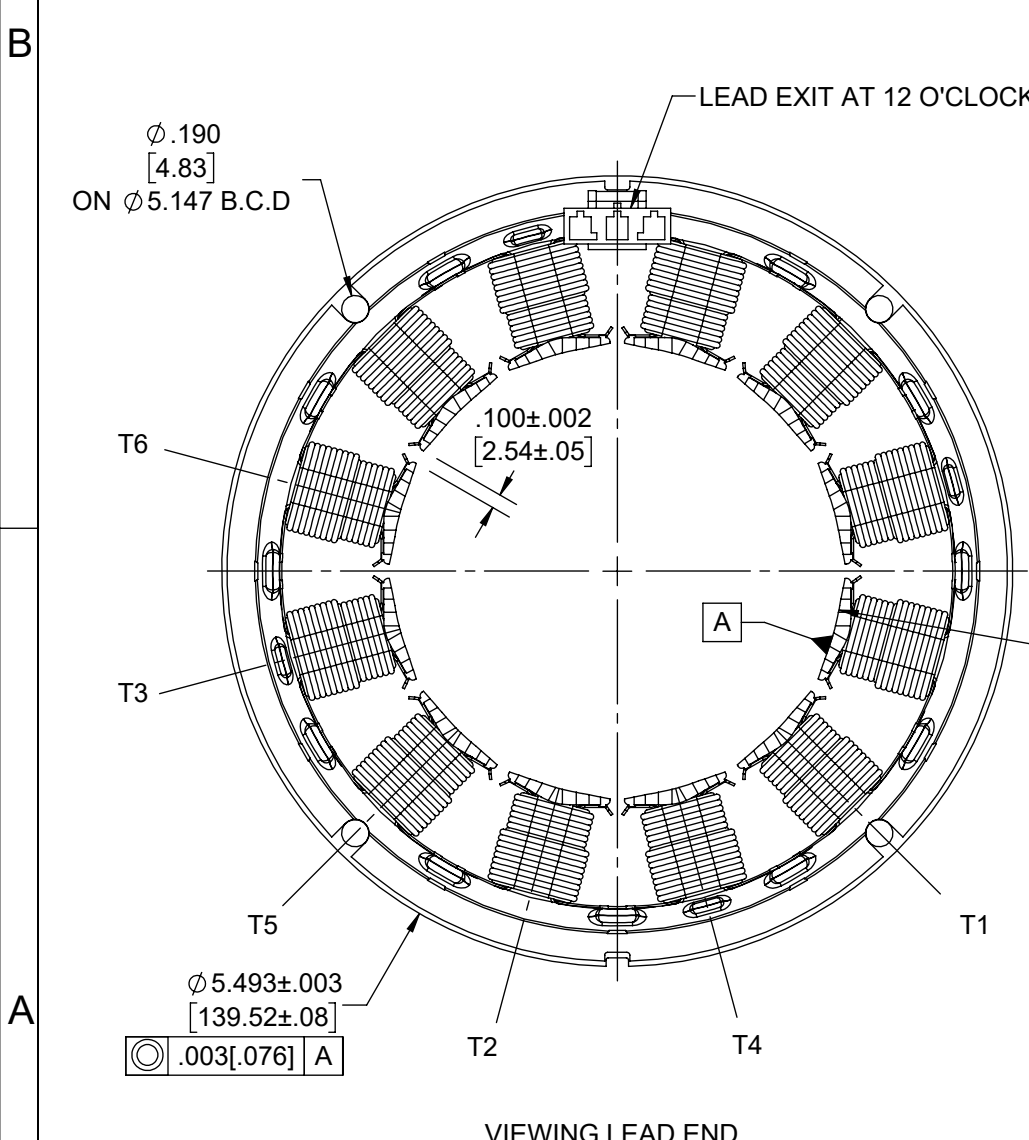 B
LEAD EXIT AT 12 O'CLOCK
⌀.190
[4.83]
ON ⌀5.147 B.C.D
.100±.002
[2.54±.05]
T6
A
T3
T5
T1
⌀5.493±.003
[139.52±.08]
A
T2
T4
◎ .003[.076] A
VIEWING LEAD END